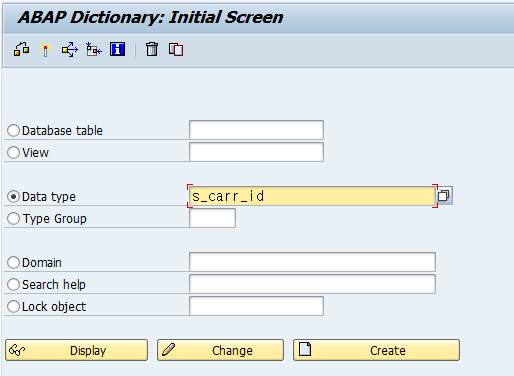 ABAP Dictionary: Initial Screen
Database table
View
Data type s_carr_id
Type Group
Domain
Search help
Lock object
Display Change Create